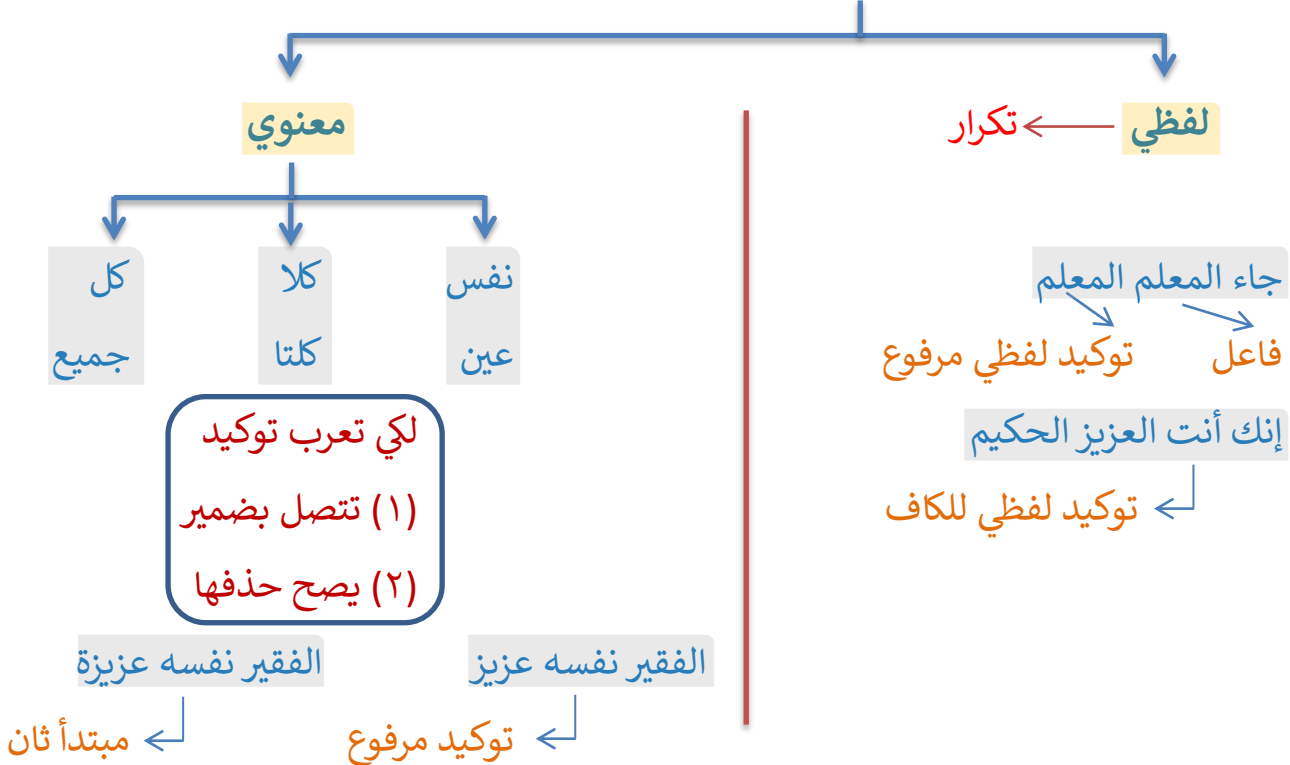 لفظي
تكرار
جاء المعلم المعلم
فاعل
توكيد لفظي مرفوع
إنك أنت العزيز الحكيم
توكيد لفظي للكاف
معنوي
نفس
عين
كلا
كلتا
كل
جميع
لكي تعرب توكيد
(١) تتصل بضمير
(٢) يصح حذفها
الفقير نفسه عزيز
توكيد مرفوع
الفقير نفسه عزيزة
مبتدأ ثان